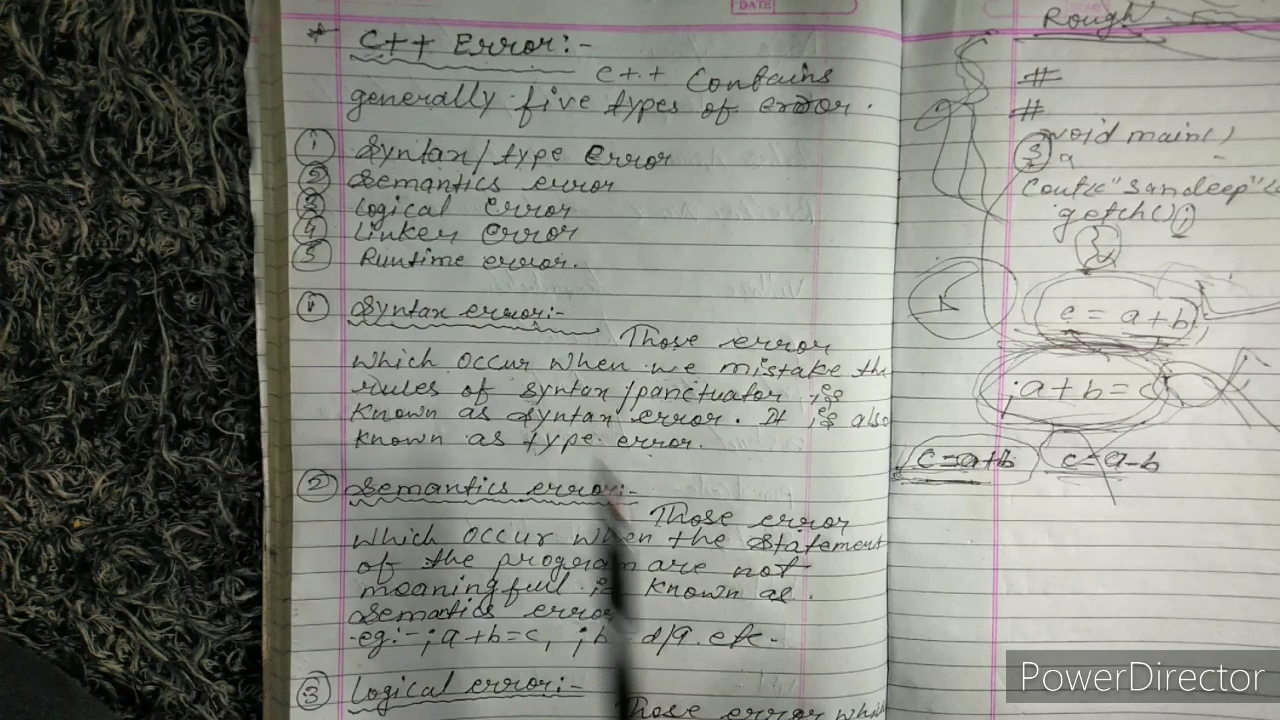 DATE
C++ Error:-
C++ Contains
generally five types of error.
① Syntax/type Error
② Semantics error
③ Logical Error
④ Linker Error
⑤ Runtime error.
① Syntax error:-
Those error
which occur when we mistake the
rules of syntax/panctuator is
known as syntax error. It is also
known as type error.
② Semantics error:-
Those error
which occur when the statement
of the program are not
meaningfull is known as.
sematics error
eg:- ; a+b=c, ; b d/a. etc.
③ Logical error:-
Those error which
Rough
#
#
void main()
{
Cout<<"Sandeep"<
getch();
}
c = a+b
; a+b = c
c=a+b c=a-b
PowerDirector